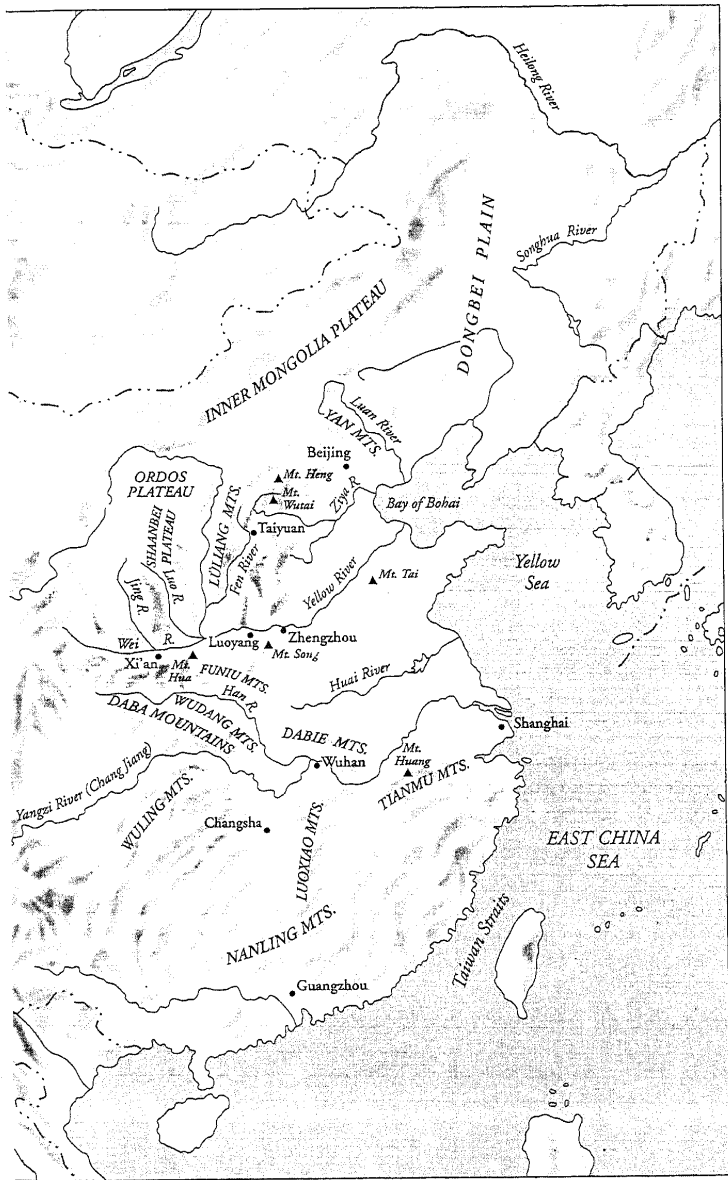 Heilong River
DONGBEI PLAIN
Songhua River
INNER MONGOLIA PLATEAU
Luan River
YAN MTS.
Beijing
ORDOS
PLATEAU
Mt. Heng
Mt.
Wutai
Ziya R.
Bay of Bohai
SHAANBEI
PLATEAU
LÜLIANG MTS.
Taiyuan
Jing R.
Luo R.
Fen River
Yellow River
Mt. Tai
Yellow
Sea
Wei R.
Luoyang
Zhengzhou
Xi'an
Mt.
Hua
Mt. Song
FUNIU MTS.
Huai River
Han R.
WUDANG MTS.
DABA MOUNTAINS
DABIE MTS.
Shanghai
Wuhan
Mt.
Huang
TIANMU MTS.
Yangzi River (Chang Jiang)
WULING MTS.
Changsha
LUOXIAO MTS.
EAST CHINA
SEA
NANLING MTS.
Taiwan Straits
Guangzhou